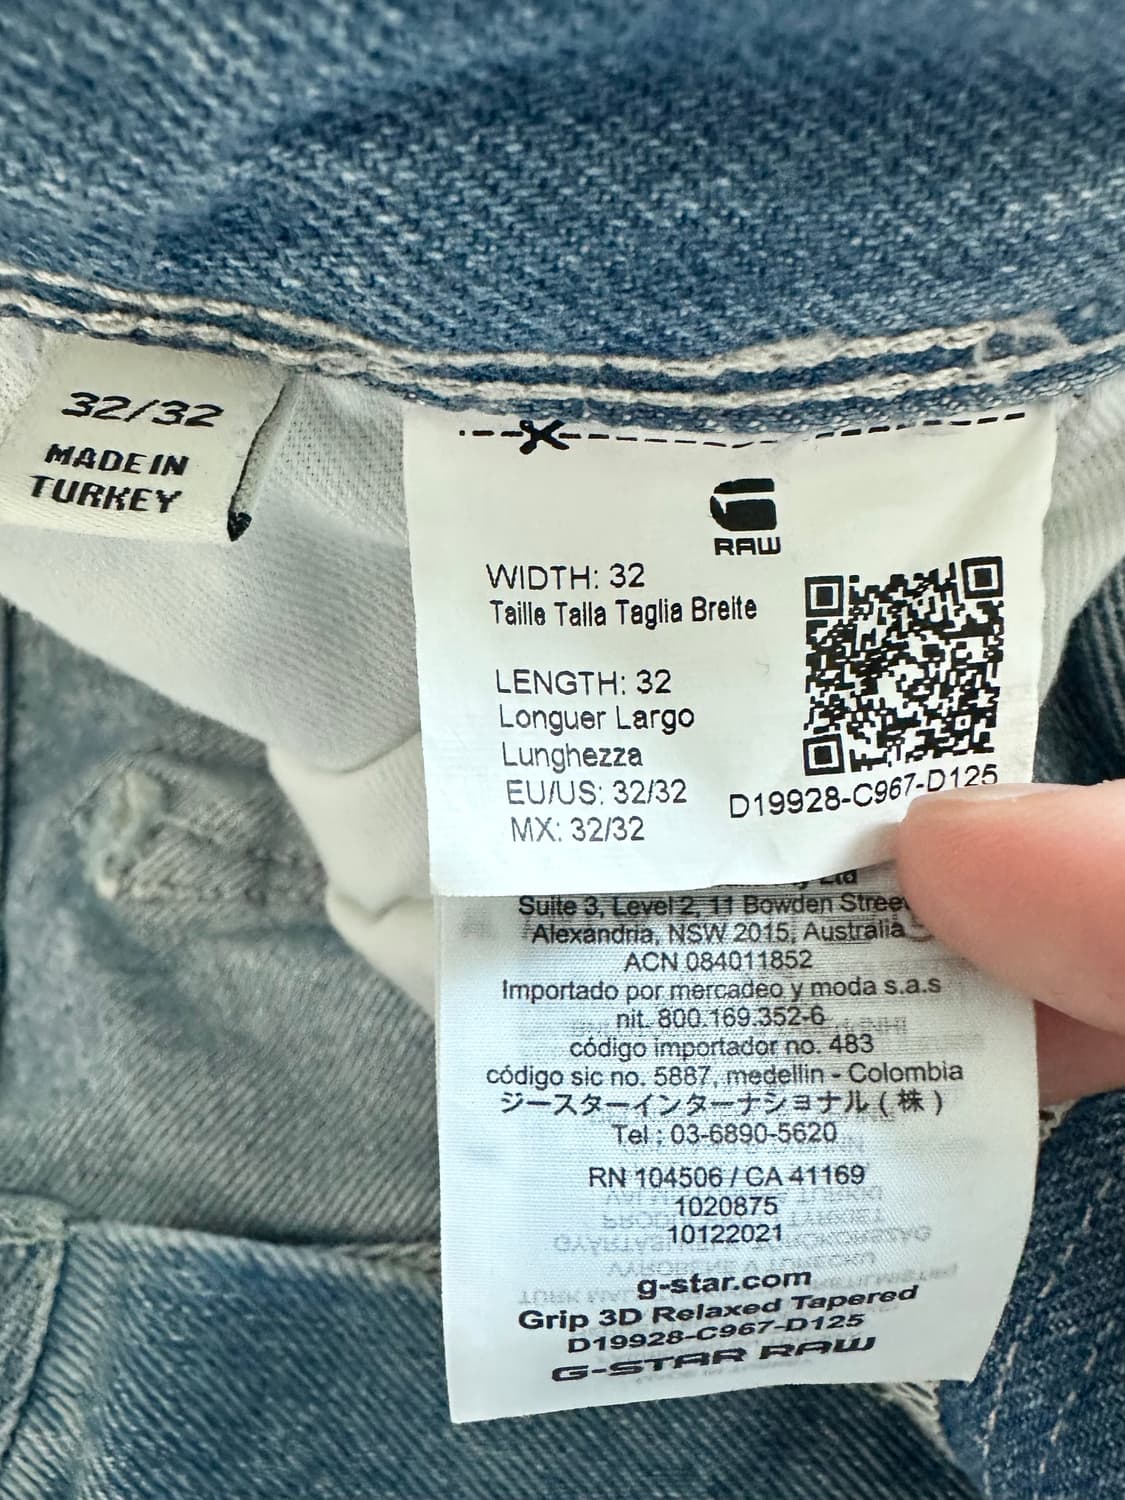 32/32
MADE IN
TURKEY
RAW
WIDTH: 32
Taille Talla Taglia Breite
LENGTH: 32
Longuer Largo
Lunghezza
EU/US: 32/32
MX: 32/32
D19928-C967-D125
Ltd
Suite 3, Level 2, 11 Bowden Street
Alexandria, NSW 2015, Australia
ACN 084011852
Importado por mercadeo y moda s.a.s
nit. 800.169.352-6
código importador no. 483
código sic no. 5887, medellin - Colombia
ジースターインターナショナル ( 株 )
Tel ; 03-6890-5620
RN 104506 / CA 41169
1020875
10122021
g-star.com
Grip 3D Relaxed Tapered
D19928-C967-D125
G-STAR RAW